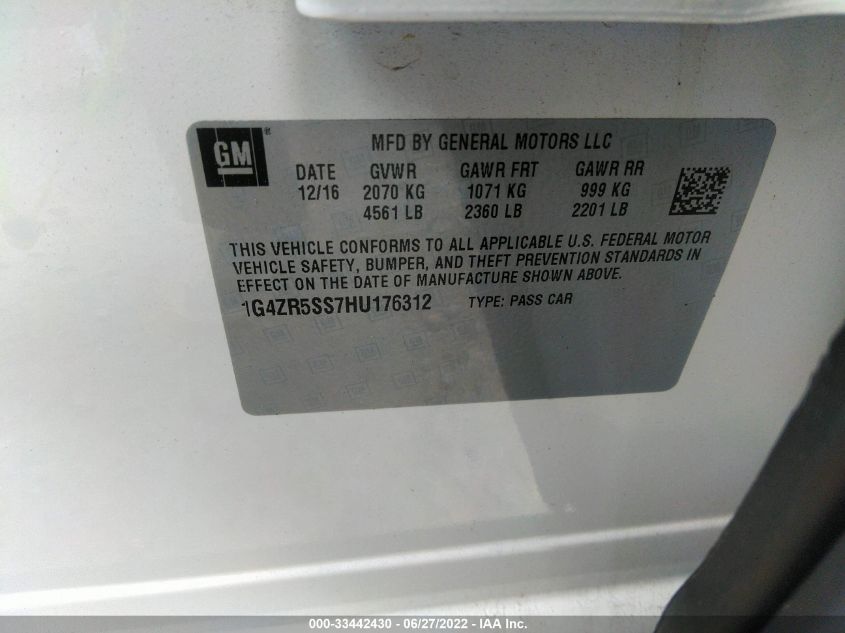 GM ®
MFD BY GENERAL MOTORS LLC
DATE GVWR GAWR FRT GAWR RR
12/16 2070 KG 1071 KG 999 KG
4561 LB 2360 LB 2201 LB
THIS VEHICLE CONFORMS TO ALL APPLICABLE U.S. FEDERAL MOTOR
VEHICLE SAFETY, BUMPER, AND THEFT PREVENTION STANDARDS IN
EFFECT ON THE DATE OF MANUFACTURE SHOWN ABOVE.
1G4ZR5SS7HU176312 TYPE: PASS CAR
000-33442430 - 06/27/2022 - IAA Inc.